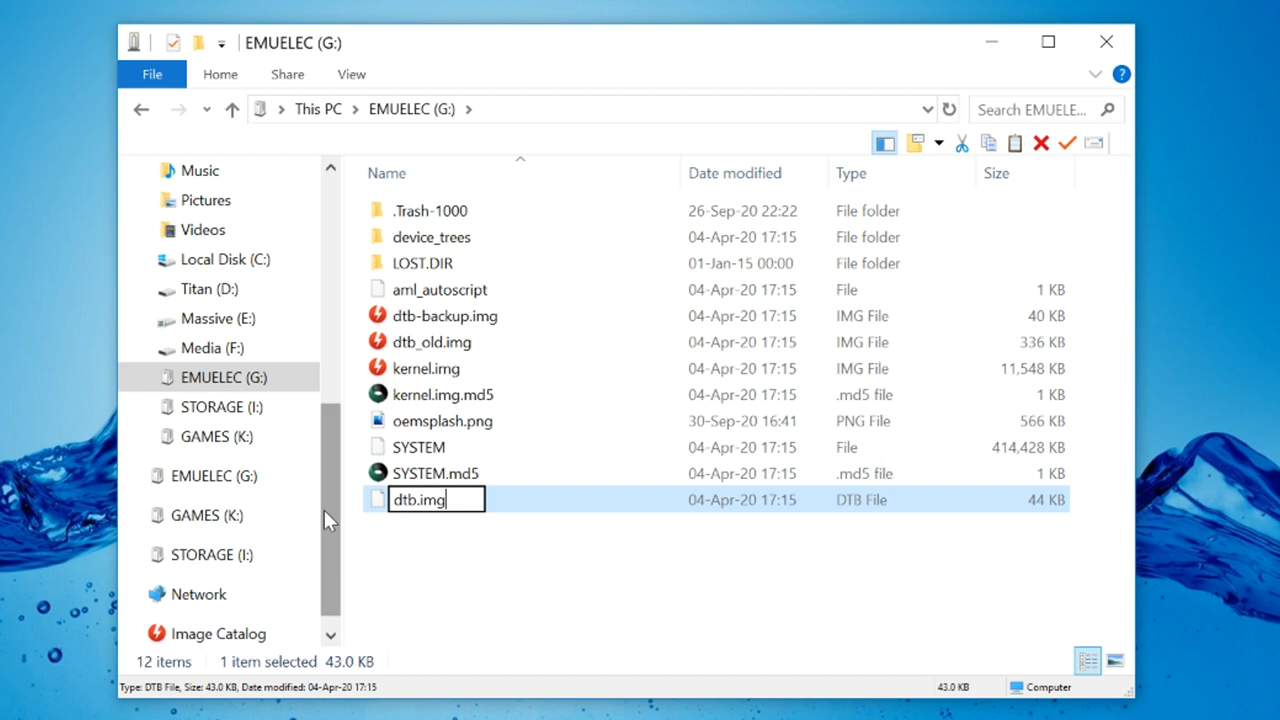 EMUELEC (G:)
File Home Share View
This PC EMUELEC (G:) Search EMUELE...
Name Date modified Type Size
Music
Pictures
Videos
Local Disk (C:)
Titan (D:)
Massive (E:)
Media (F:)
EMUELEC (G:)
STORAGE (I:)
GAMES (K:)
EMUELEC (G:)
GAMES (K:)
STORAGE (I:)
Network
Image Catalog
.Trash-1000 26-Sep-20 22:22 File folder
device_trees 04-Apr-20 17:15 File folder
LOST.DIR 01-Jan-15 00:00 File folder
aml_autoscript 04-Apr-20 17:15 File 1 KB
dtb-backup.img 04-Apr-20 17:15 IMG File 40 KB
dtb_old.img 04-Apr-20 17:15 IMG File 336 KB
kernel.img 04-Apr-20 17:15 IMG File 11,548 KB
kernel.img.md5 04-Apr-20 17:15 .md5 file 1 KB
oemsplash.png 30-Sep-20 16:41 PNG File 566 KB
SYSTEM 04-Apr-20 17:15 File 414,428 KB
SYSTEM.md5 04-Apr-20 17:15 .md5 file 1 KB
dtb.img 04-Apr-20 17:15 DTB File 44 KB
12 items 1 item selected 43.0 KB
Type: DTB File, Size: 43.0 KB, Date modified: 04-Apr-20 17:15 43.0 KB Computer